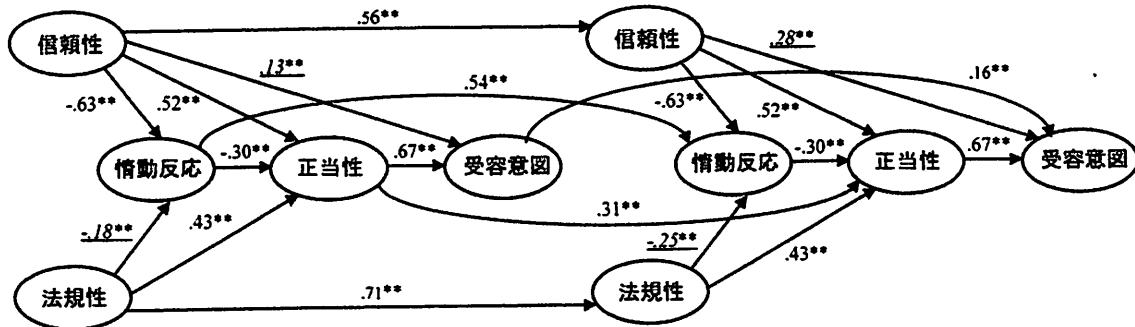 .56**
信頼性
信頼性
.13**
.28**
.16**
.54**
-.63**
.52**
-.63**
.52**
情動反応
-.30**
正当性
.67**
受容意図
情動反応
-.30**
正当性
.67**
受容意図
.31**
-.18**
.43**
-.25**
.43**
法規性
.71**
法規性